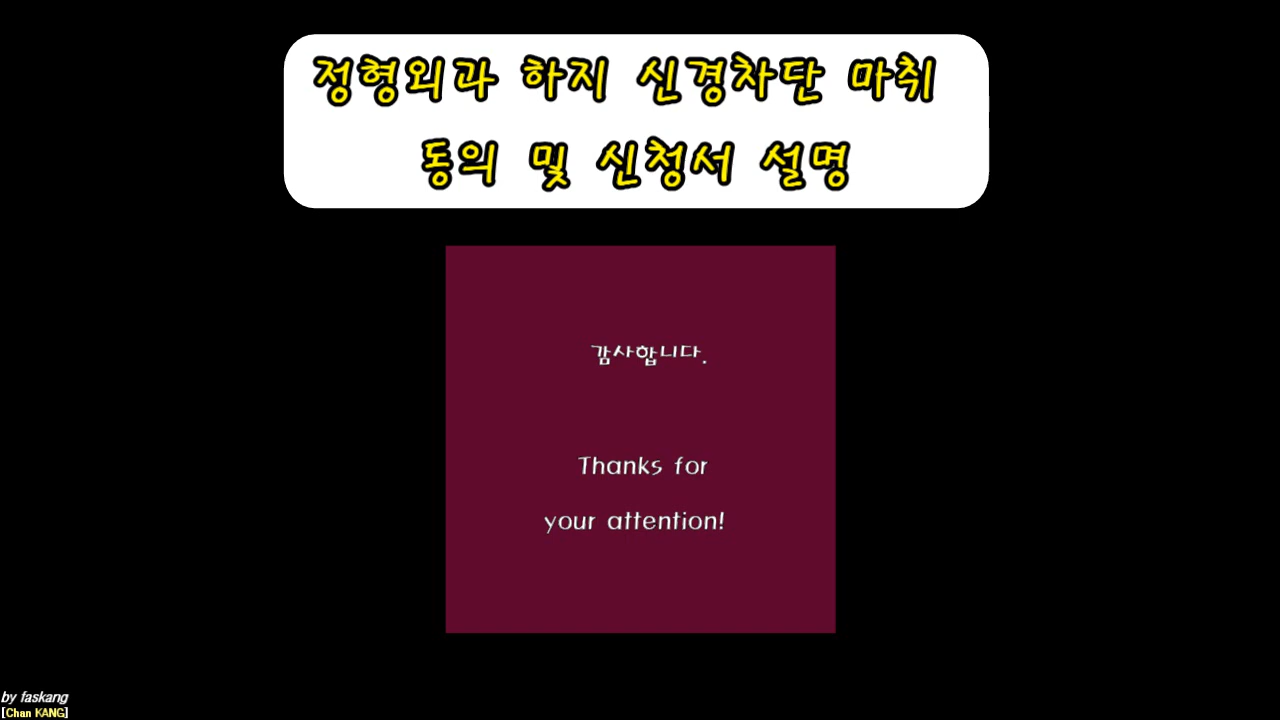 정형외과 하지 신경차단 마취
동의 및 신청서 설명
감사합니다.
Thanks for
your attention!
by faskang
[Chan KANG]